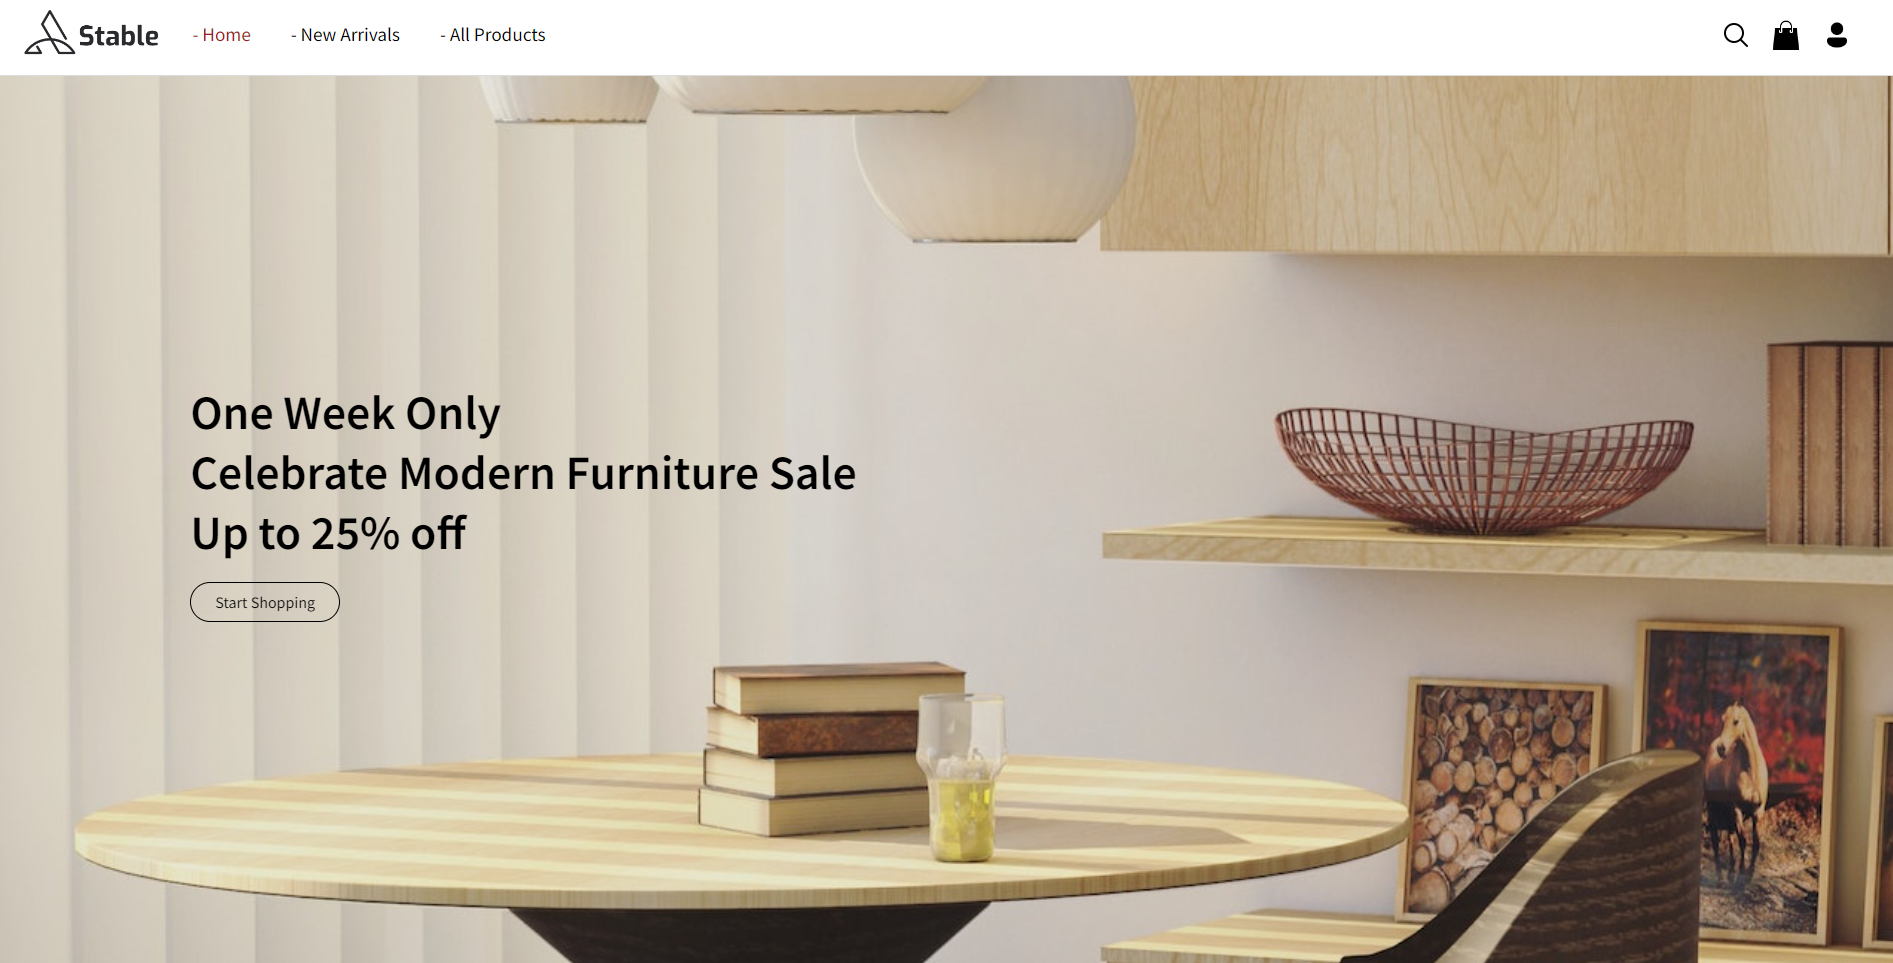 Stable
- Home
- New Arrivals
- All Products
One Week Only
Celebrate Modern Furniture Sale
Up to 25% off
Start Shopping